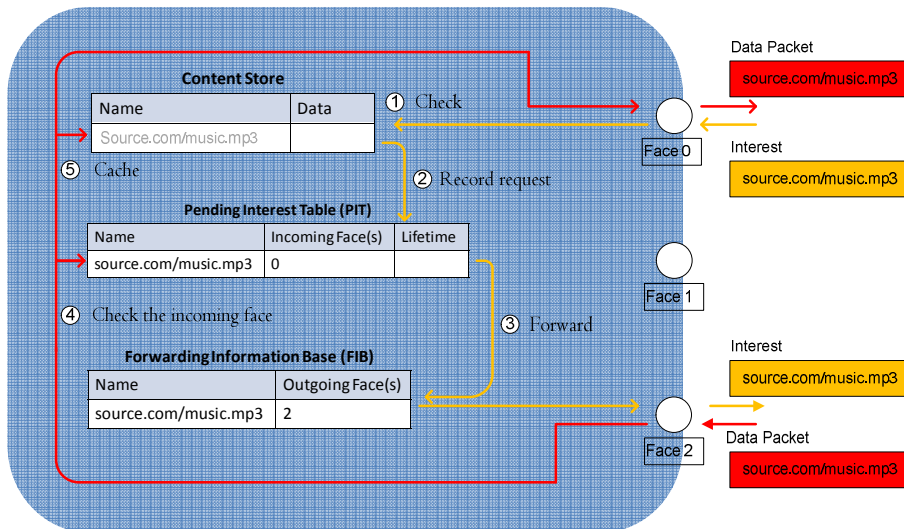 Data Packet
source.com/music.mp3
Content Store
Name Data
Source.com/music.mp3
1 Check
Face 0
Interest
source.com/music.mp3
5 Cache
2 Record request
Pending Interest Table (PIT)
Name Incoming Face(s) Lifetime
source.com/music.mp3 0
Face 1
4 Check the incoming face
3 Forward
Forwarding Information Base (FIB)
Name Outgoing Face(s)
source.com/music.mp3 2
Interest
source.com/music.mp3
Face 2
Data Packet
source.com/music.mp3